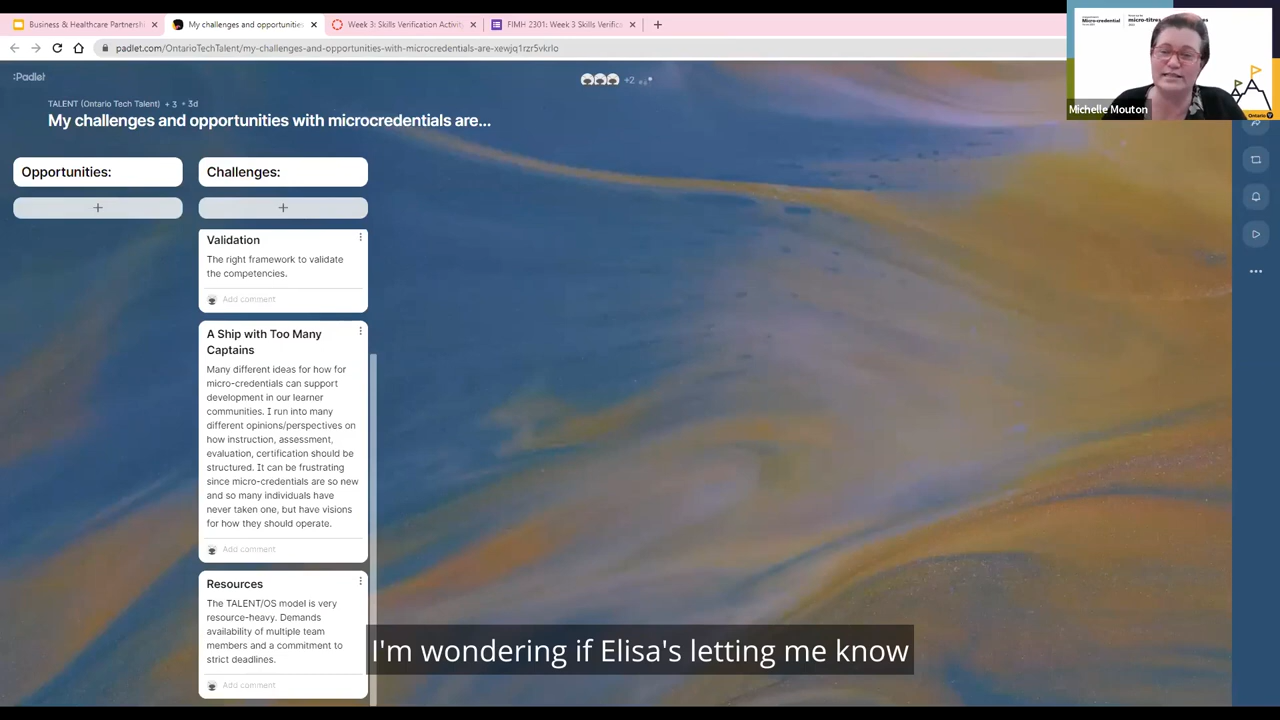 Business & Healthcare Partnersh
My challenges and opportunities
Week 3: Skills Verification Activit
FIMH 2301: Week 3 Skills Verific
padlet.com/OntarioTechTalent/my-challenges-and-opportunities-with-microcredentials-are-xewjq1rzr5vkrlo
Micro-credential
micro-titres
Michelle Mouton
Ontario
:Padlet
+2
TALENT (Ontario Tech Talent) + 3 • 3d
My challenges and opportunities with microcredentials are...
Opportunities:
Challenges:
Validation
The right framework to validate
the competencies.
Add comment
A Ship with Too Many
Captains
Many different ideas for how for
micro-credentials can support
development in our learner
communities. I run into many
different opinions/perspectives on
how instruction, assessment,
evaluation, certification should be
structured. It can be frustrating
since micro-credentials are so new
and so many individuals have
never taken one, but have visions
for how they should operate.
Add comment
Resources
The TALENT/OS model is very
resource-heavy. Demands
availability of multiple team
members and a commitment to
strict deadlines.
Add comment
I'm wondering if Elisa's letting me know